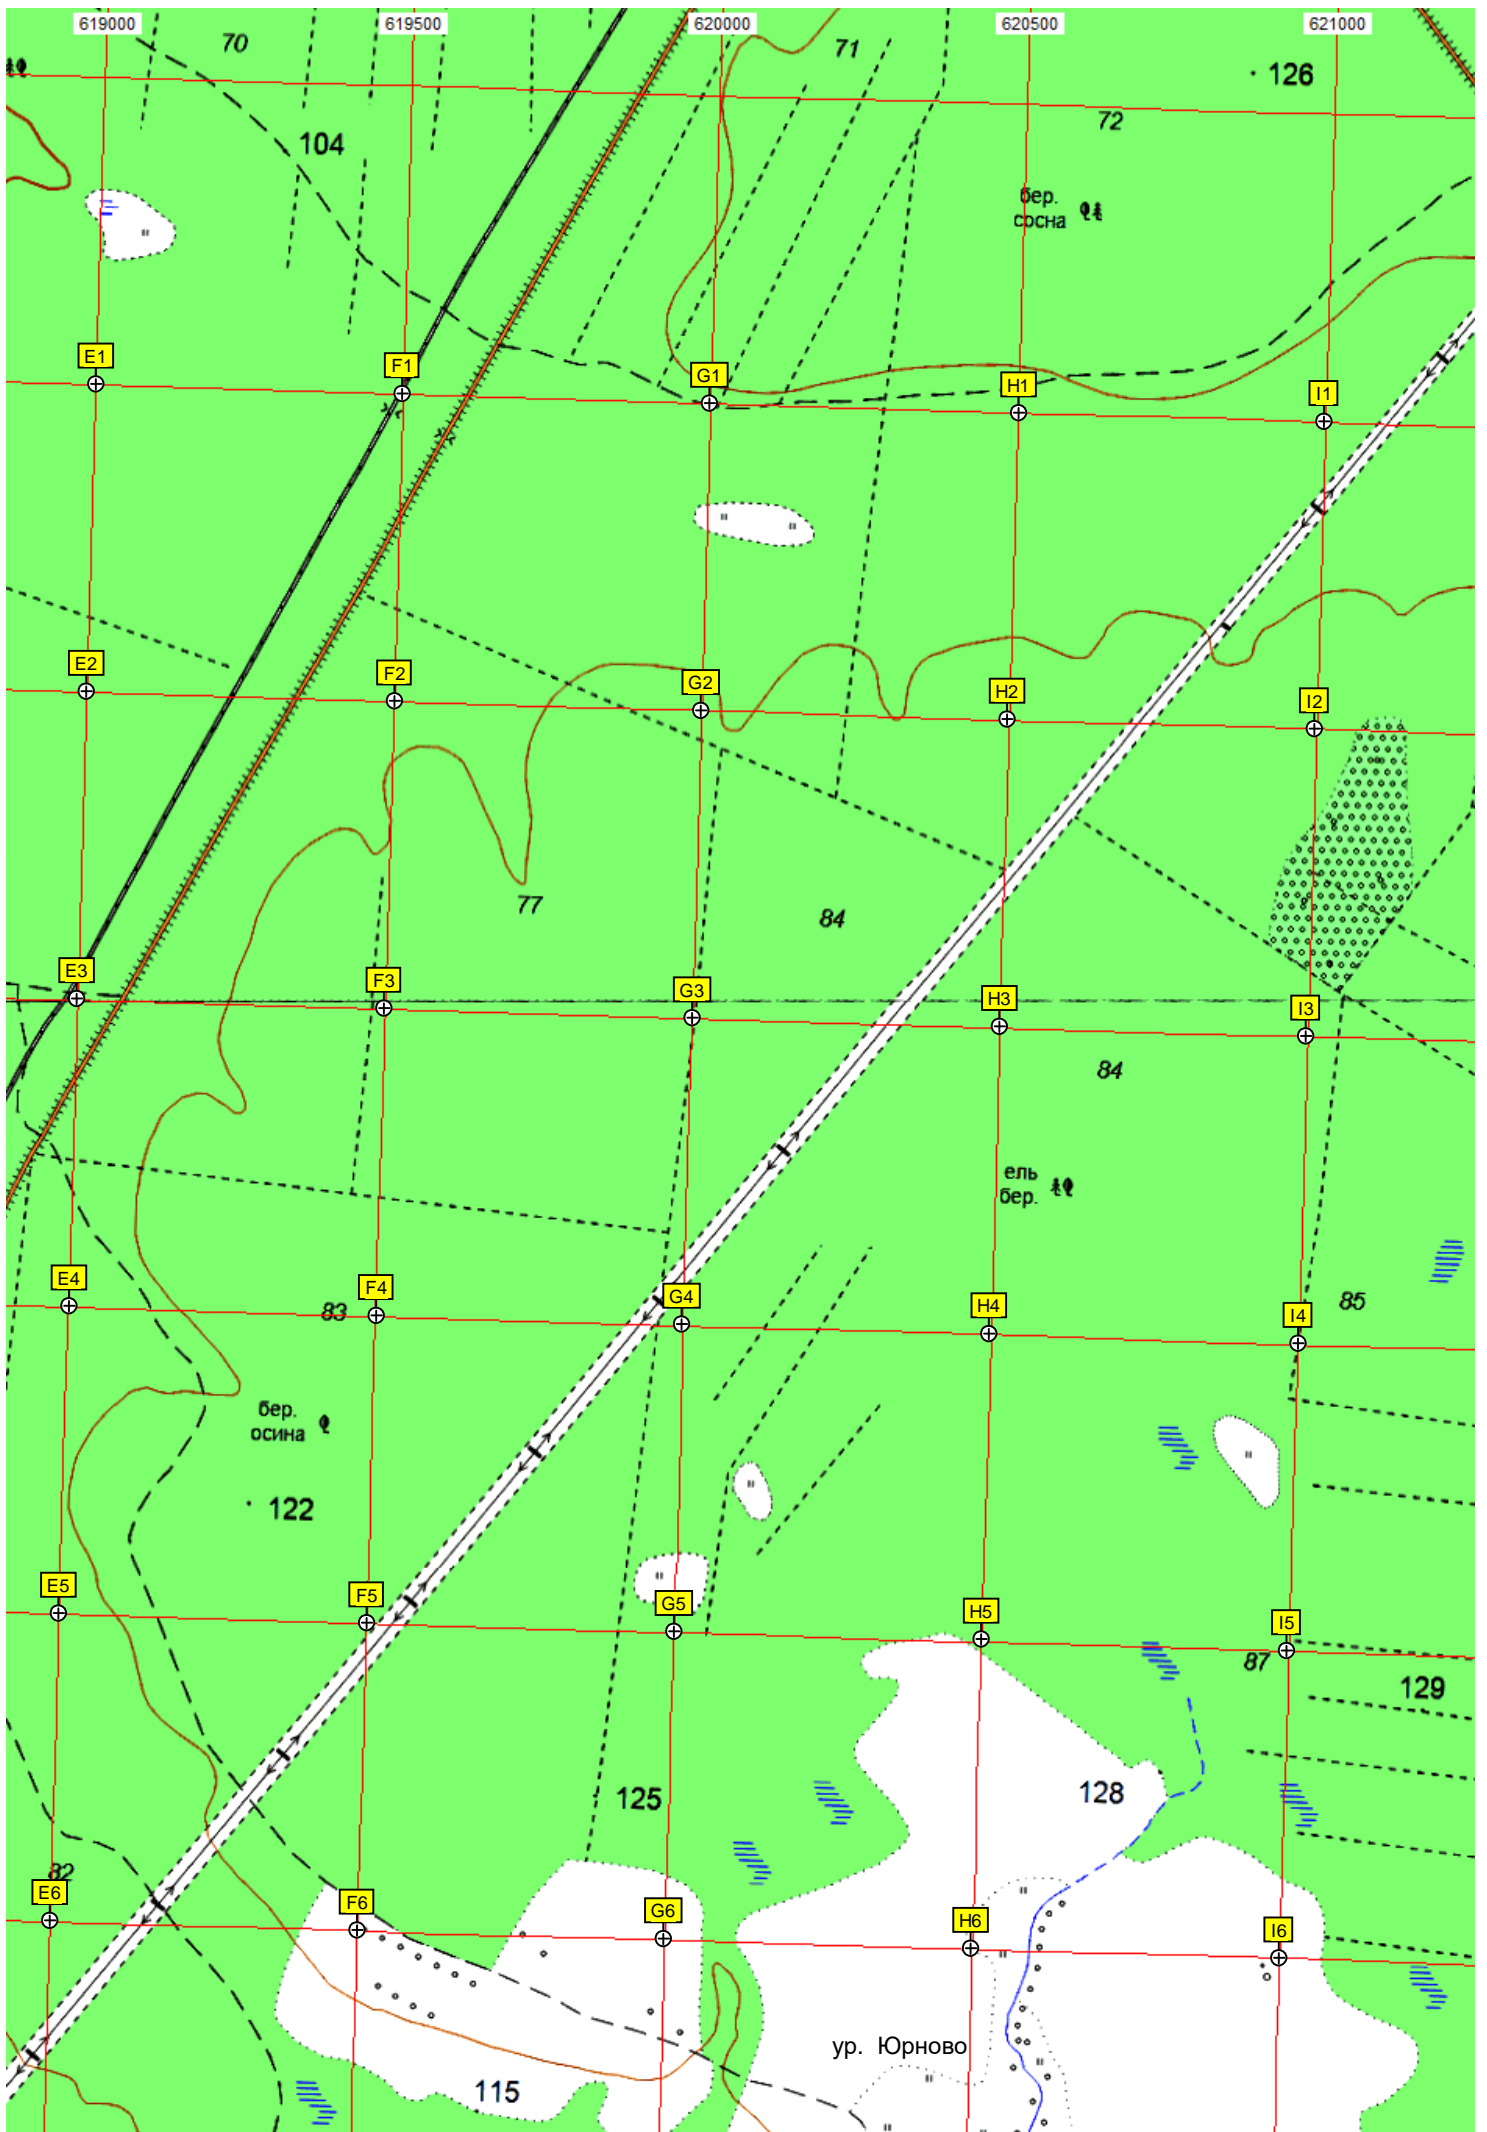 619000 619500 620000 620500 621000
70 71
126
72
104
бер.
сосна
E1 F1 G1 H1 I1
E2 F2 G2 H2 I2
77 84
E3 F3 G3 H3 I3
84
ель
бер.
E4 F4 G4 H4 I4
83 85
бер.
осина
122
E5 F5 G5 H5 I5
87
129
125 128
82
E6 F6 G6 H6 I6
ур. Юрново
115